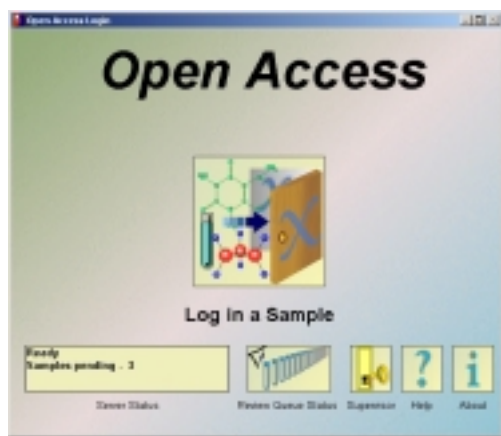 Open Access Login
Open Access
Log in a Sample
Ready
Samples pending - 3
Server Status
Review Queue Status
Supervisor
Help
About